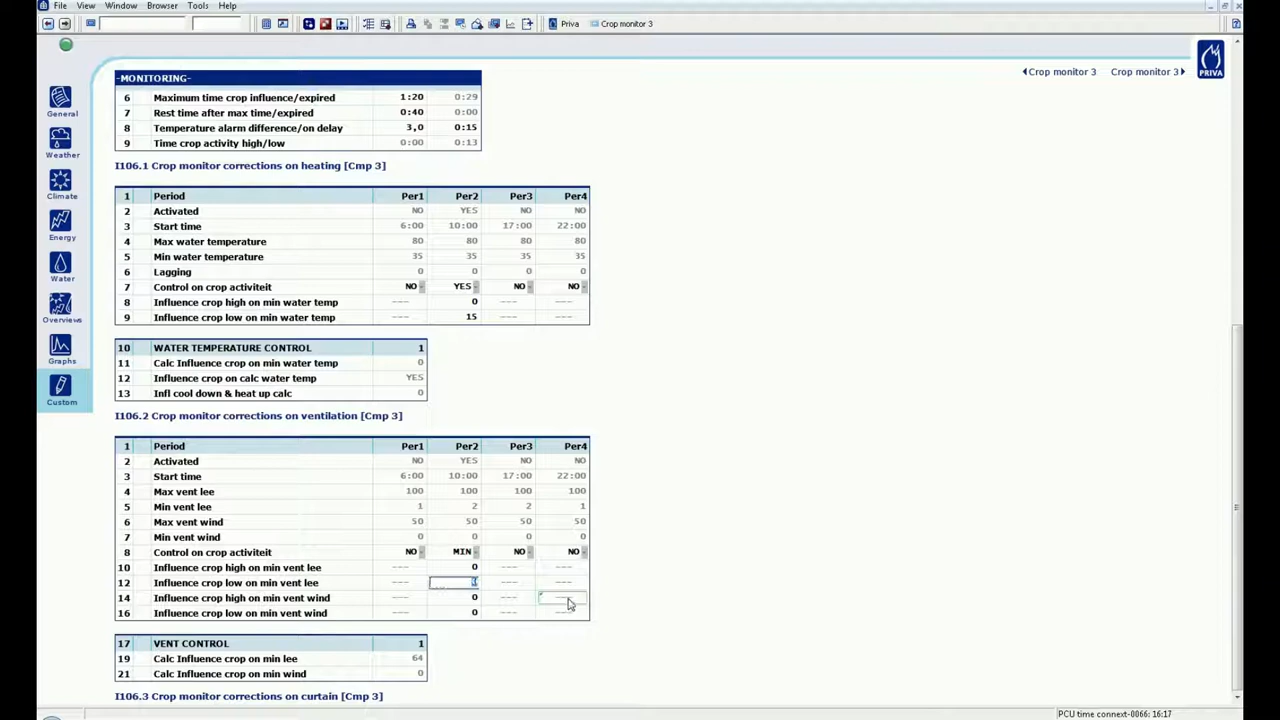 File View Window Browser Tools Help
Priva Crop monitor 3
Crop monitor 3 Crop monitor 3
PRIVA
General
Weather
Climate
Energy
Water
Overviews
Graphs
Custom
-MONITORING-
6 Maximum time crop influence/expired 1:20 0:29
7 Rest time after max time/expired 0:40 0:00
8 Temperature alarm difference/on delay 3,0 0:15
9 Time crop activity high/low 0:00 0:13
I106.1 Crop monitor corrections on heating [Cmp 3]
1 Period Per1 Per2 Per3 Per4
2 Activated NO YES NO NO
3 Start time 6:00 10:00 17:00 22:00
4 Max water temperature 80 80 80 80
5 Min water temperature 35 35 35 35
6 Lagging 0 0 0 0
7 Control on crop activiteit NO YES NO NO
8 Influence crop high on min water temp --- 0 --- ---
9 Influence crop low on min water temp --- 15 --- ---
10 WATER TEMPERATURE CONTROL 1
11 Calc Influence crop on min water temp 0
12 Influence crop on calc water temp YES
13 Infl cool down & heat up calc 0
I106.2 Crop monitor corrections on ventilation [Cmp 3]
1 Period Per1 Per2 Per3 Per4
2 Activated NO YES NO NO
3 Start time 6:00 10:00 17:00 22:00
4 Max vent lee 100 100 100 100
5 Min vent lee 1 2 2 1
6 Max vent wind 50 50 50 50
7 Min vent wind 0 0 0 0
8 Control on crop activiteit NO MIN NO NO
10 Influence crop high on min vent lee --- 0 --- ---
12 Influence crop low on min vent lee --- --- ---
14 Influence crop high on min vent wind --- 0 --- ---
16 Influence crop low on min vent wind --- 0 --- ---
17 VENT CONTROL 1
19 Calc Influence crop on min lee 64
21 Calc Influence crop on min wind 0
I106.3 Crop monitor corrections on curtain [Cmp 3]
PCU time connext-0066: 16:17